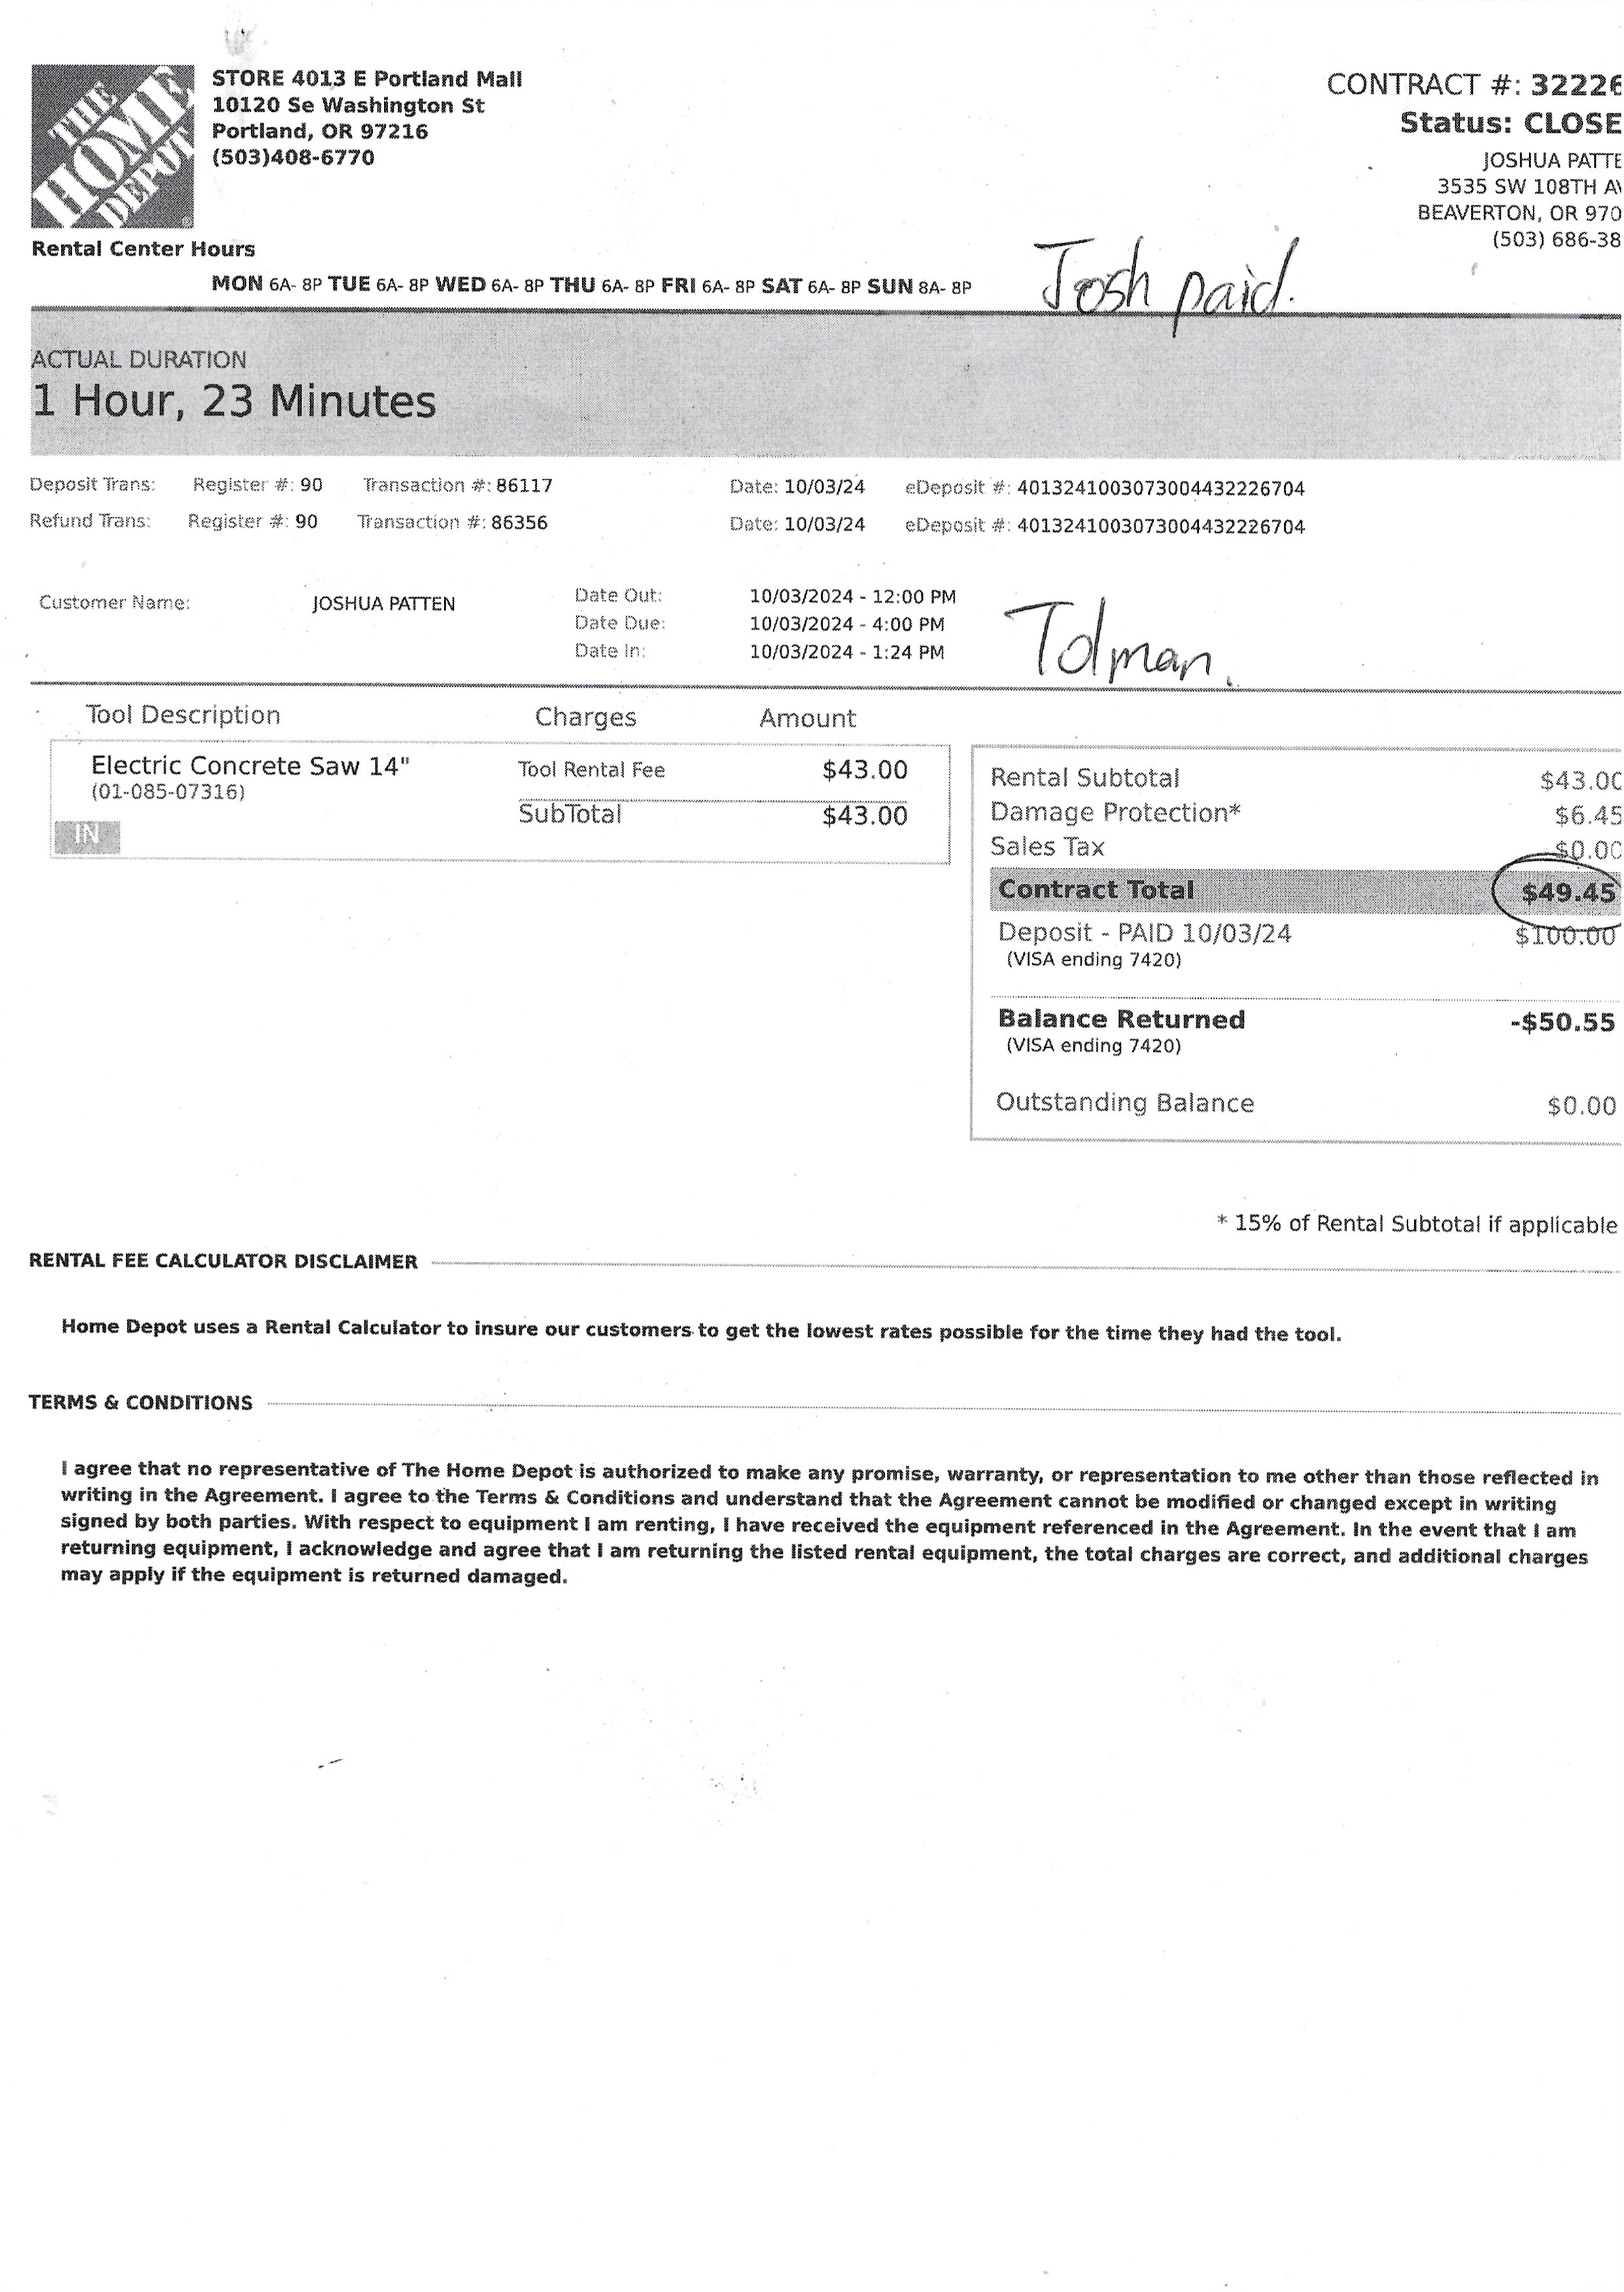 THE
HOME
DEPOT
STORE 4013 E Portland Mall
10120 Se Washington St
Portland, OR 97216
(503)408-6770
CONTRACT #: 32226
Status: CLOSE
JOSHUA PATTE
3535 SW 108TH AV
BEAVERTON, OR 970
(503) 686-38
Rental Center Hours
MON 6A- 8P TUE 6A- 8P WED 6A- 8P THU 6A- 8P FRI 6A- 8P SAT 6A- 8P SUN 8A- 8P
Josh paid.
ACTUAL DURATION
1 Hour, 23 Minutes
Deposit Trans: Register #: 90 Transaction #: 86117 Date: 10/03/24 eDeposit #: 4013241003073004432226704
Refund Trans: Register #: 90 Transaction #: 86356 Date: 10/03/24 eDeposit #: 4013241003073004432226704
Customer Name: JOSHUA PATTEN
Date Out: 10/03/2024 - 12:00 PM
Date Due: 10/03/2024 - 4:00 PM
Date In: 10/03/2024 - 1:24 PM
Tolman.
Tool Description Charges Amount
Electric Concrete Saw 14" Tool Rental Fee $43.00
(01-085-07316)
SubTotal $43.00
IN
Rental Subtotal $43.00
Damage Protection* $6.45
Sales Tax $0.00
Contract Total $49.45
Deposit - PAID 10/03/24 $100.00
(VISA ending 7420)
Balance Returned -$50.55
(VISA ending 7420)
Outstanding Balance $0.00
* 15% of Rental Subtotal if applicable
RENTAL FEE CALCULATOR DISCLAIMER
Home Depot uses a Rental Calculator to insure our customers to get the lowest rates possible for the time they had the tool.
TERMS & CONDITIONS
I agree that no representative of The Home Depot is authorized to make any promise, warranty, or representation to me other than those reflected in
writing in the Agreement. I agree to the Terms & Conditions and understand that the Agreement cannot be modified or changed except in writing
signed by both parties. With respect to equipment I am renting, I have received the equipment referenced in the Agreement. In the event that I am
returning equipment, I acknowledge and agree that I am returning the listed rental equipment, the total charges are correct, and additional charges
may apply if the equipment is returned damaged.